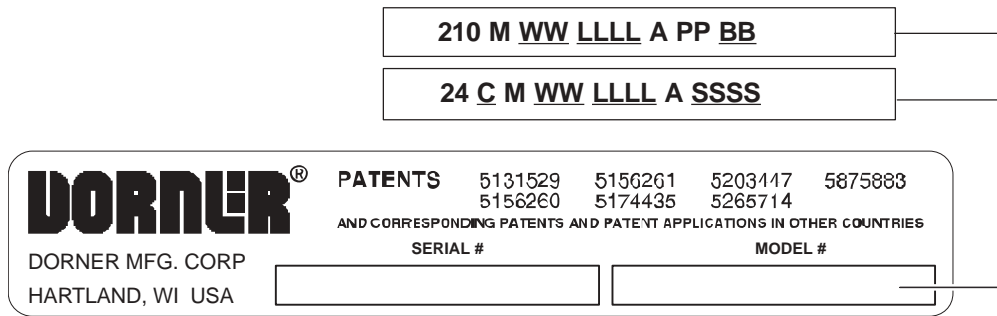 210 M WW LLLL A PP BB
24 C M WW LLLL A SSSS
DORNER®
PATENTS 5131529 5156261 5203447 5875883
5156260 5174435 5265714
AND CORRESPONDING PATENTS AND PATENT APPLICATIONS IN OTHER COUNTRIES
SERIAL # MODEL #
DORNER MFG. CORP
HARTLAND, WI USA